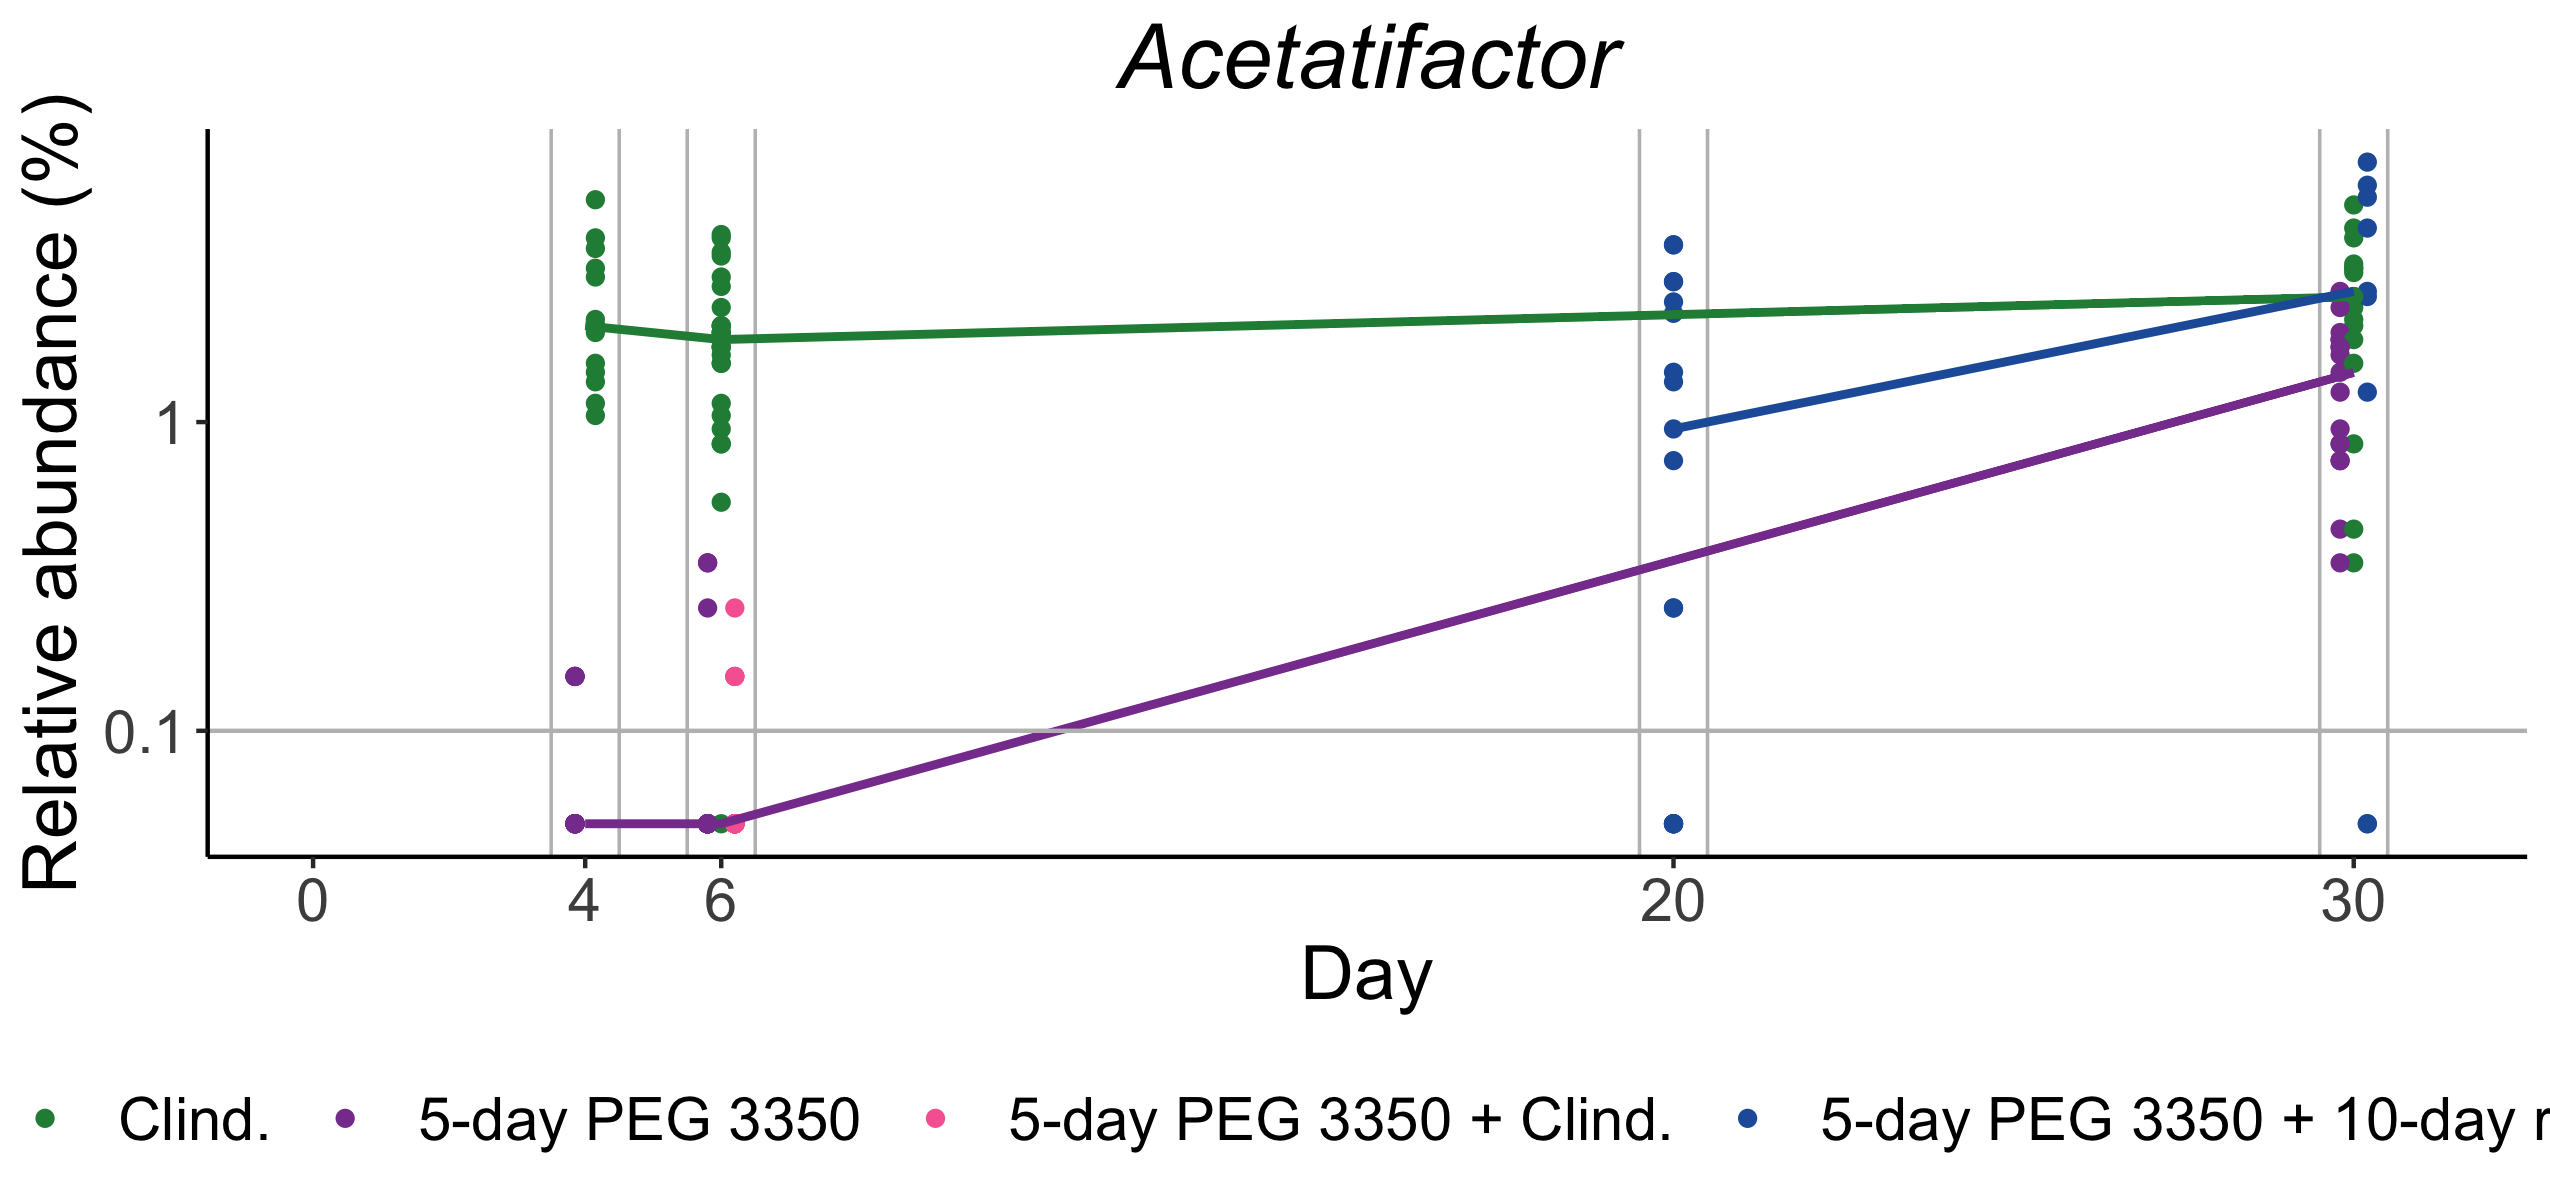 Acetatifactor
Relative abundance (%)
1
0.1
0 4 6 20 30
Day
Clind. 5-day PEG 3350 5-day PEG 3350 + Clind. 5-day PEG 3350 + 10-day r